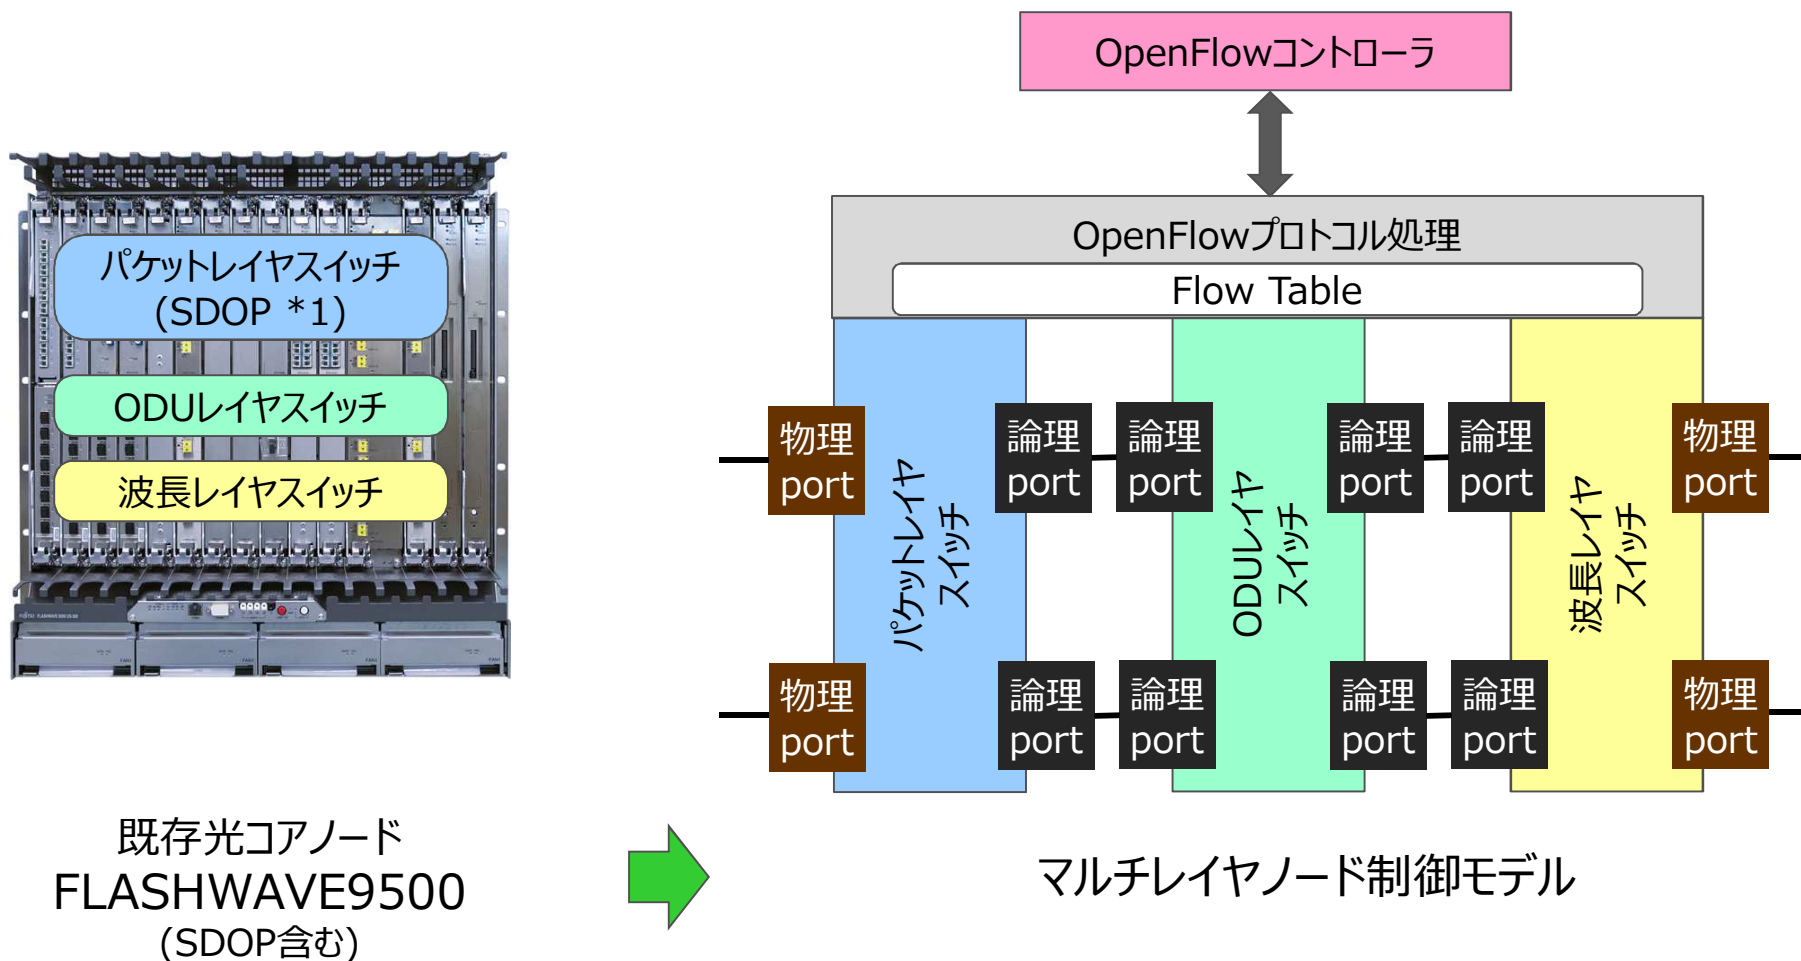 OpenFlowコントローラ
OpenFlowプロトコル処理
Flow Table
パケットレイヤスイッチ
(SDOP *1)
ODUレイヤスイッチ
波長レイヤスイッチ
物理
port
論理
port
論理
port
論理
port
論理
port
物理
port
パケットレイヤ
スイッチ
ODUレイヤ
スイッチ
波長レイヤ
スイッチ
物理
port
論理
port
論理
port
論理
port
論理
port
物理
port
既存光コアノード
FLASHWAVE9500
(SDOP含む)
マルチレイヤノード制御モデル